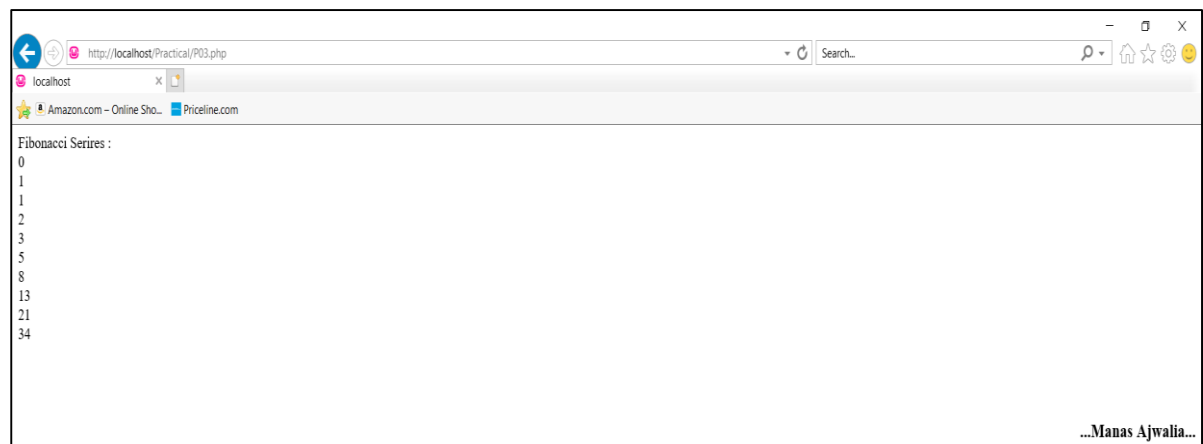 http://localhost/Practical/P03.php
Search...
localhost
Amazon.com – Online Sho... Priceline.com
Fibonacci Serires :
0
1
1
2
3
5
8
13
21
34
...Manas Ajwalia...